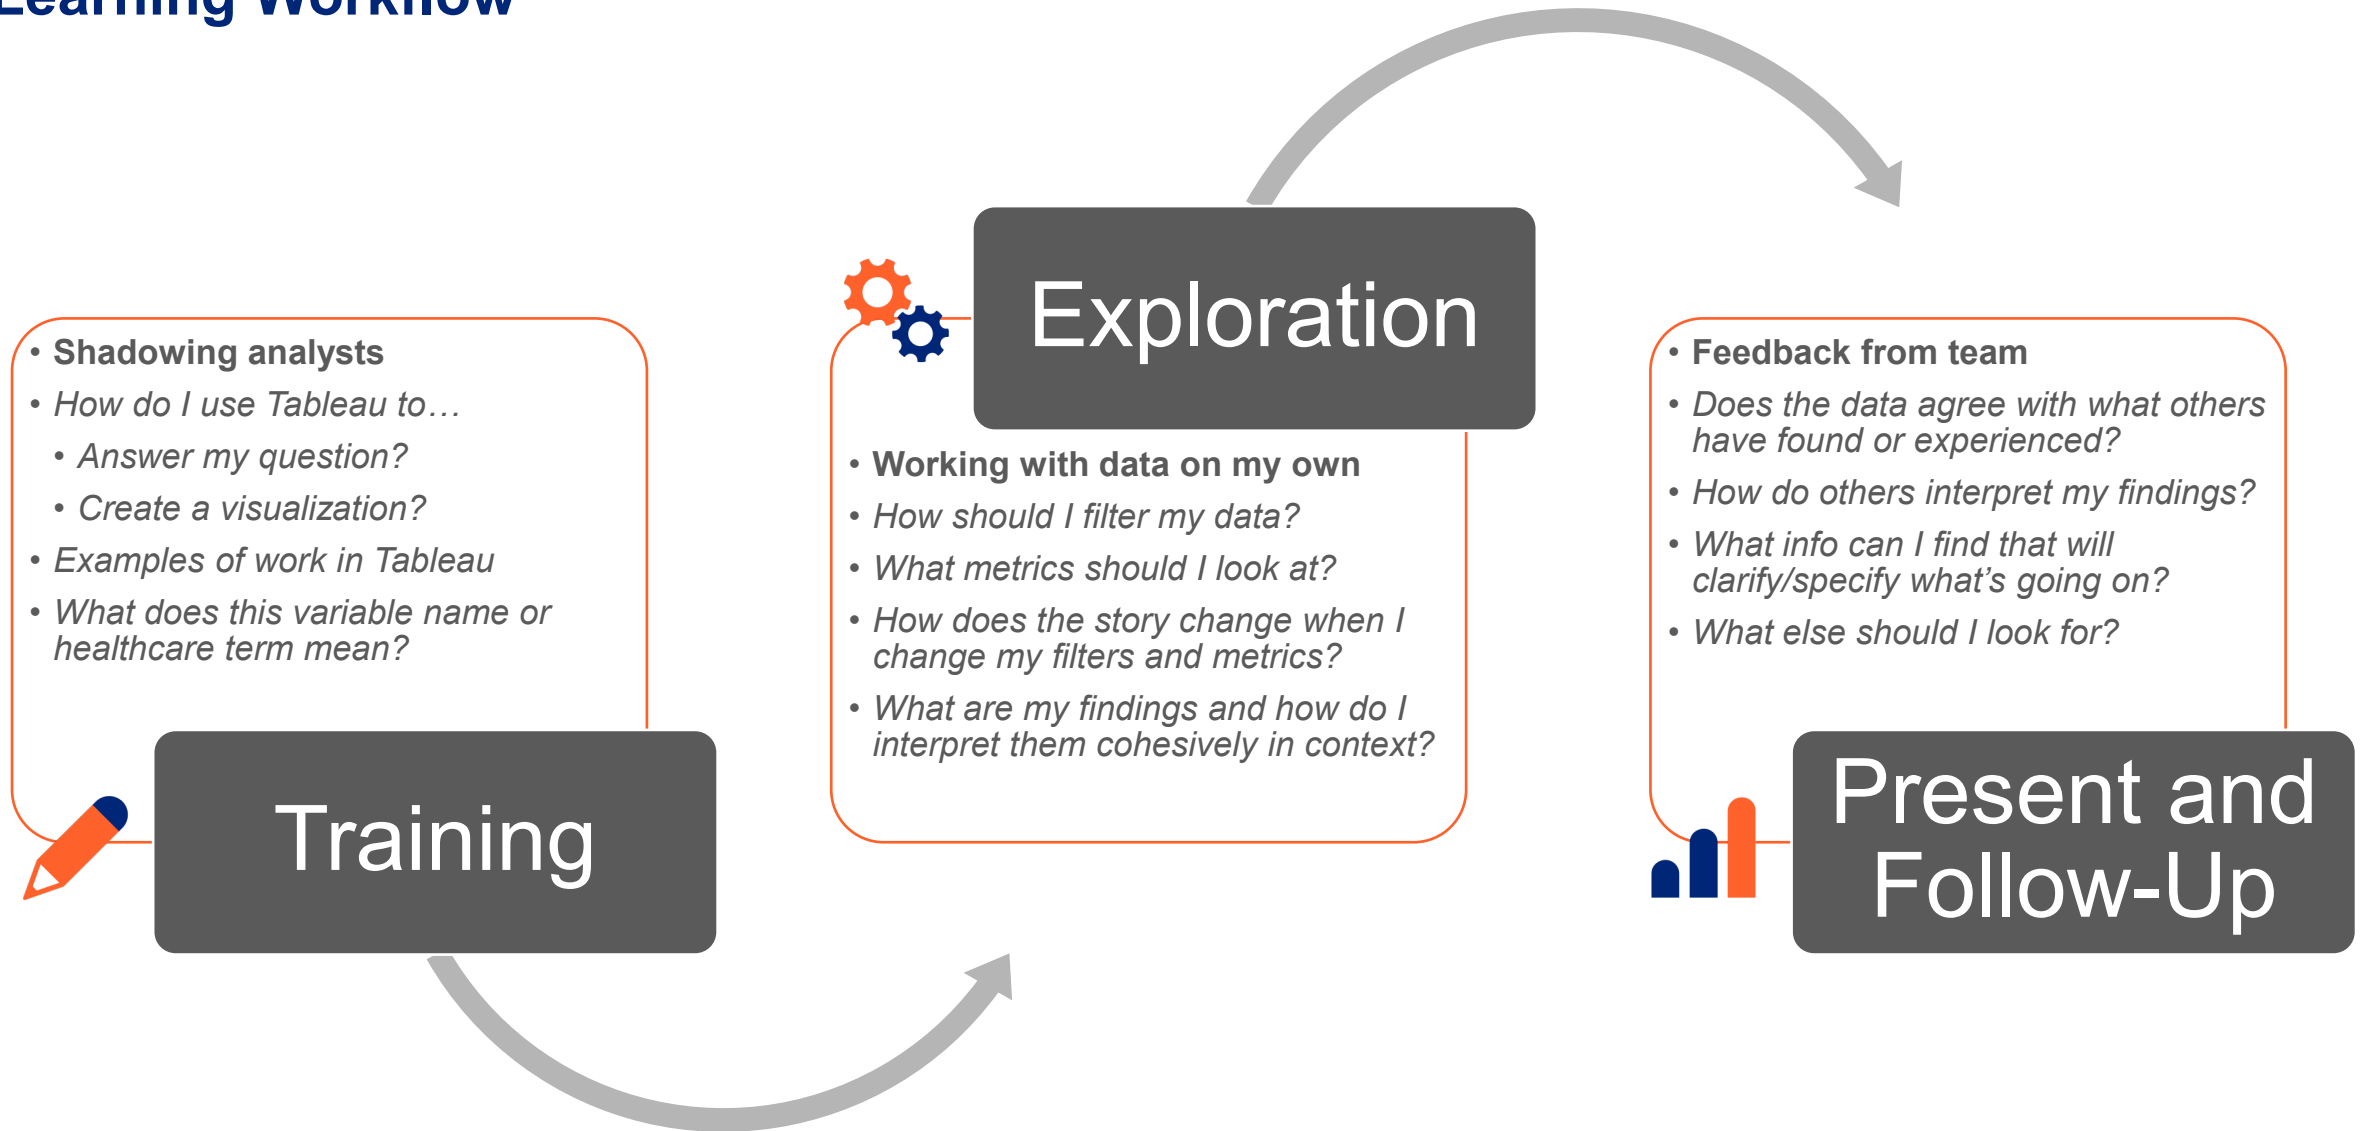 Learning Workflow
• Shadowing analysts
• How do I use Tableau to…
• Answer my question?
• Create a visualization?
• Examples of work in Tableau
• What does this variable name or
healthcare term mean?
Training
Exploration
• Working with data on my own
• How should I filter my data?
• What metrics should I look at?
• How does the story change when I
change my filters and metrics?
• What are my findings and how do I
interpret them cohesively in context?
• Feedback from team
• Does the data agree with what others
have found or experienced?
• How do others interpret my findings?
• What info can I find that will
clarify/specify what's going on?
• What else should I look for?
Present and
Follow-Up